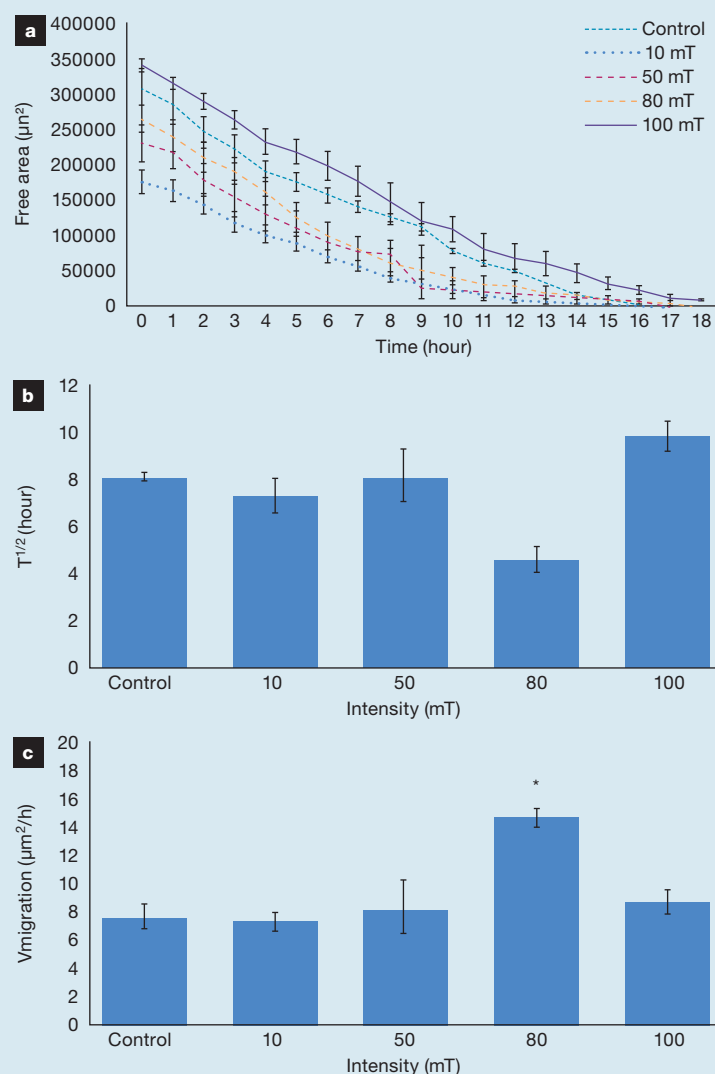 a
400000
350000
300000
250000
200000
150000
100000
50000
0
Free area (µn²)
0 1 2 3 4 5 6 7 8 9 10 11 12 13 14 15 16 17 18
Time (hour)
Control
10 mT
50 mT
80 mT
100 mT
b
12
10
8
6
4
2
0
T1/2 (hour)
Control 10 50 80 100
Intensity (mT)
c
20
18
16
14
12
10
8
6
4
2
0
Vmigration (µm²/h)
*
Control 10 50 80 100
Intensity (mT)